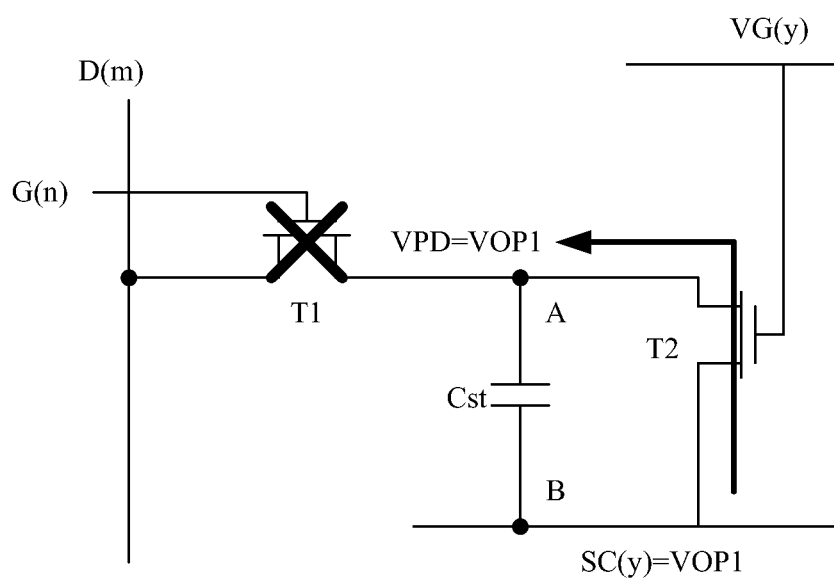 VG(y)
D(m)
G(n)
VPD=VOP1
T1
A
T2
Cst
B
SC(y)=VOP1